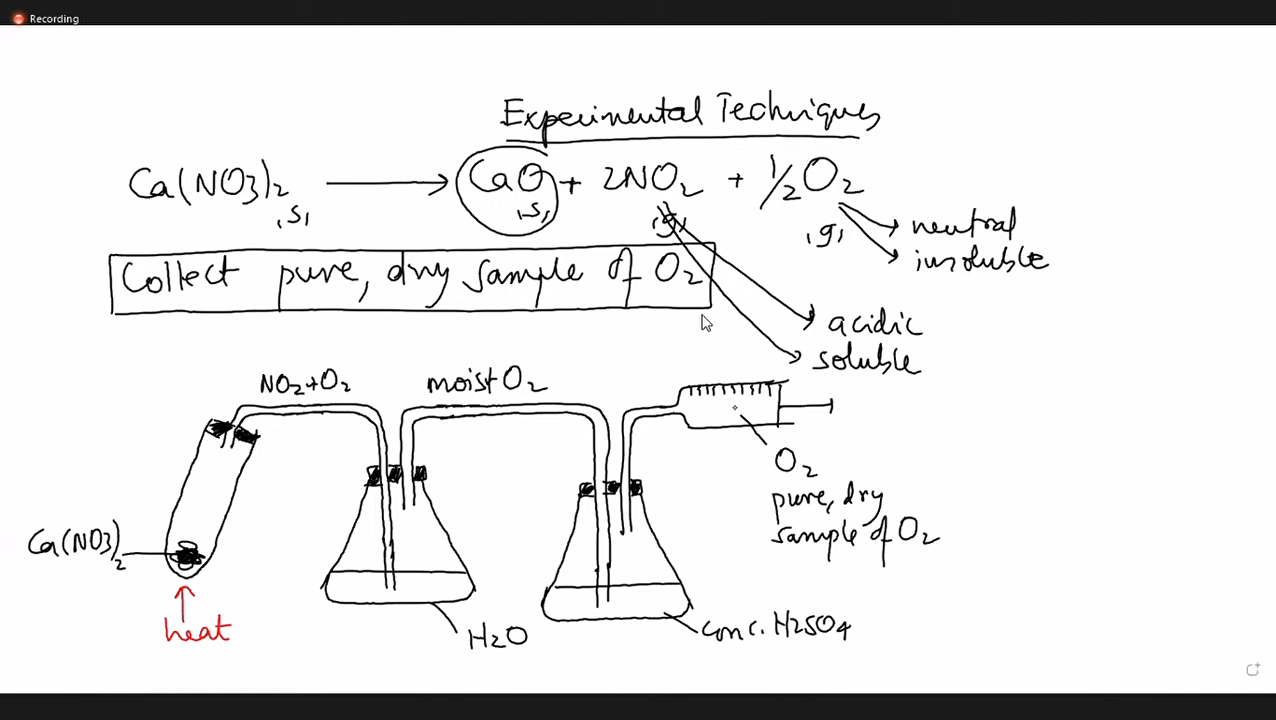 Recording
Experimental Techniques
Ca(NO3)2 (s) → CaO (s) + 2NO2 (g) + 1/2 O2 (g)
neutral
insoluble
Collect pure, dry sample of O2
acidic
soluble
NO2+O2
moist O2
O2
pure, dry
sample of O2
Ca(NO3)2
heat
H2O
conc. H2SO4